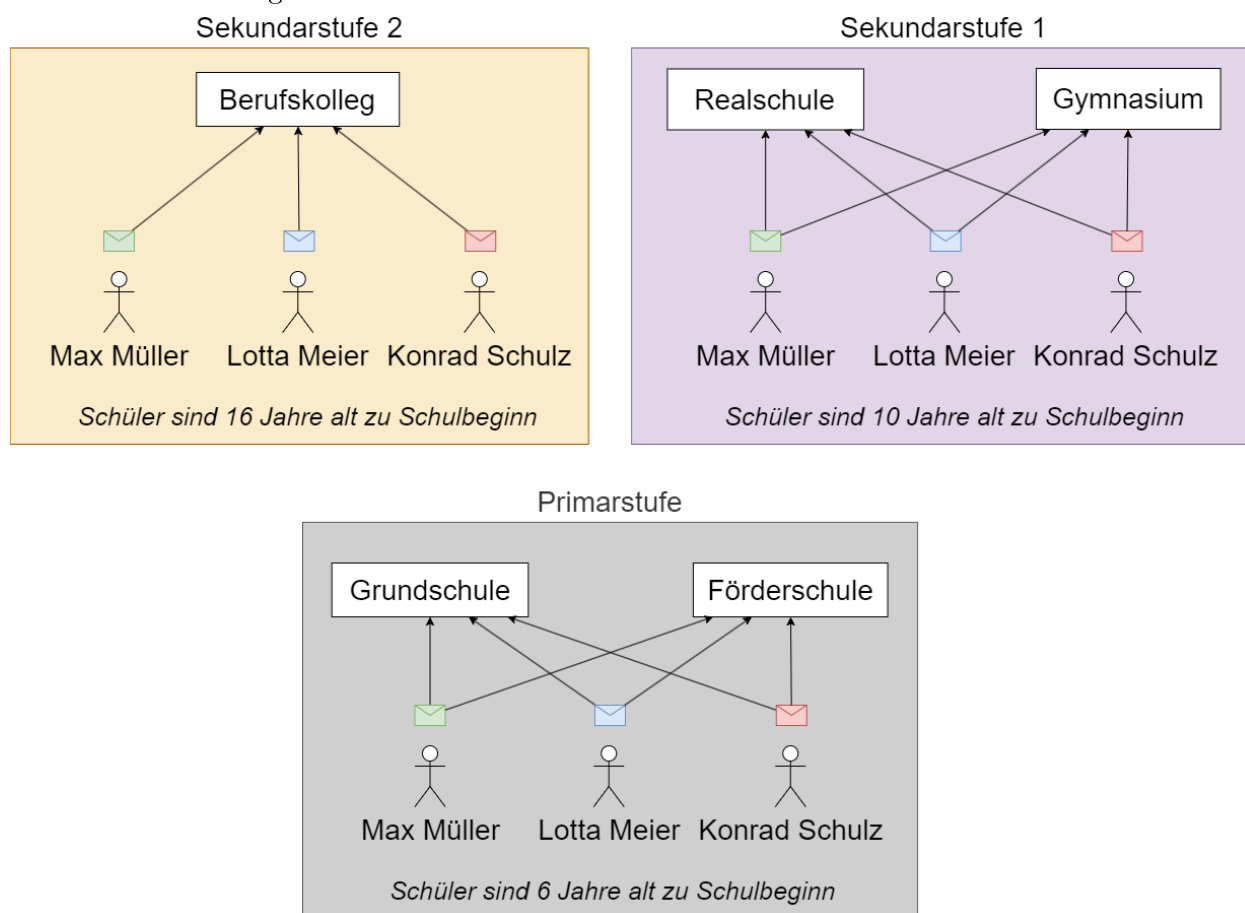 Sekundarstufe 2
Berufskolleg
Max Müller Lotta Meier Konrad Schulz
Schüler sind 16 Jahre alt zu Schulbeginn
Sekundarstufe 1
Realschule Gymnasium
Max Müller Lotta Meier Konrad Schulz
Schüler sind 10 Jahre alt zu Schulbeginn
Primarstufe
Grundschule Förderschule
Max Müller Lotta Meier Konrad Schulz
Schüler sind 6 Jahre alt zu Schulbeginn